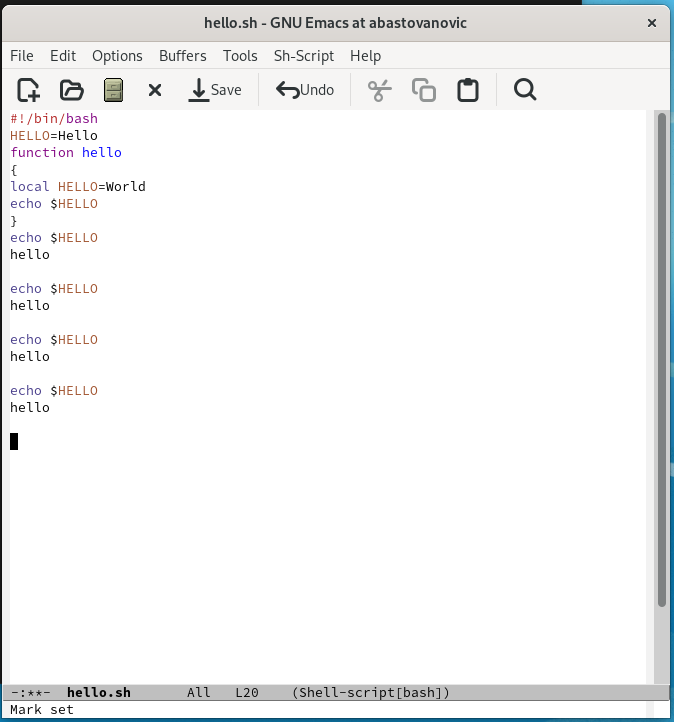 hello.sh - GNU Emacs at abastovanovic
File Edit Options Buffers Tools Sh-Script Help
Save Undo
#!/bin/bash
HELLO=Hello
function hello
{
local HELLO=World
echo $HELLO
}
echo $HELLO
hello
echo $HELLO
hello
echo $HELLO
hello
echo $HELLO
hello
-:**- hello.sh All L20 (Shell-script[bash])
Mark set